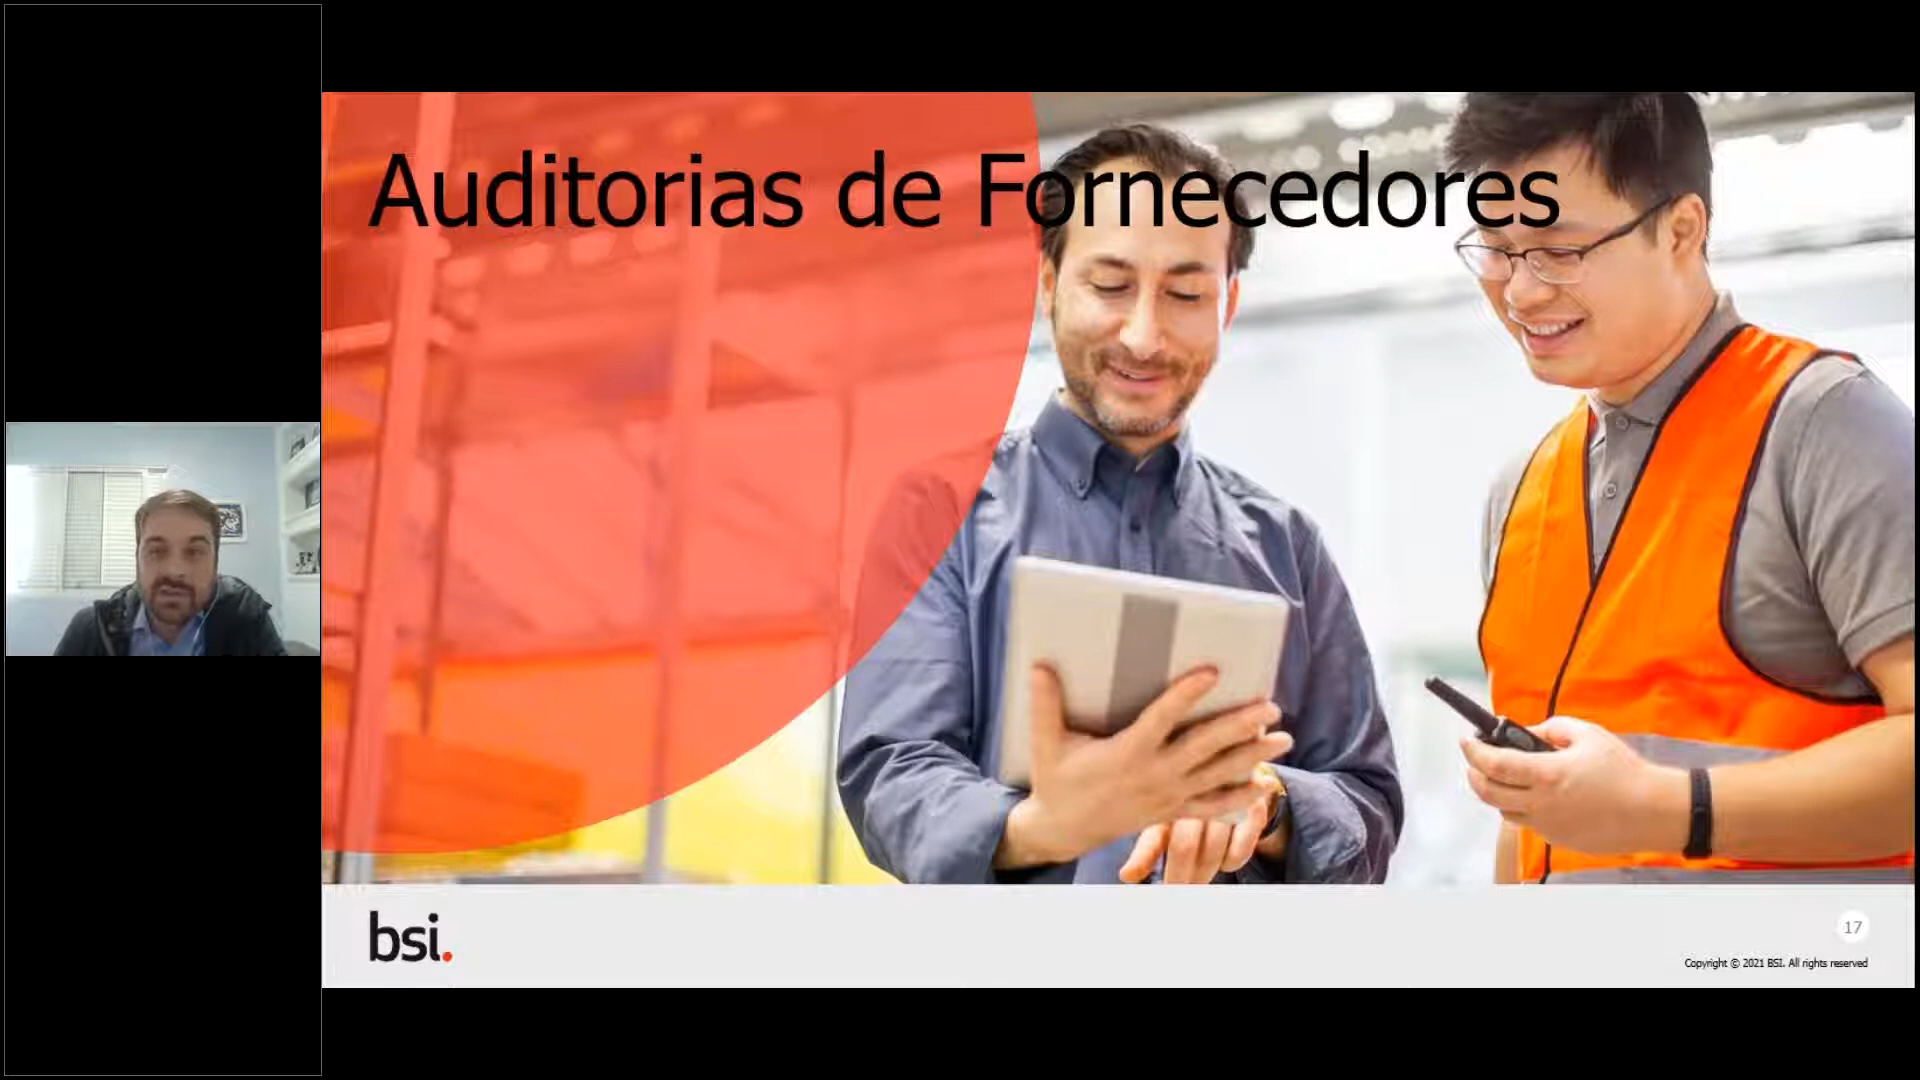 Auditorias de Fornecedores
bsi.
17
Copyright © 2021 BSI. All rights reserved